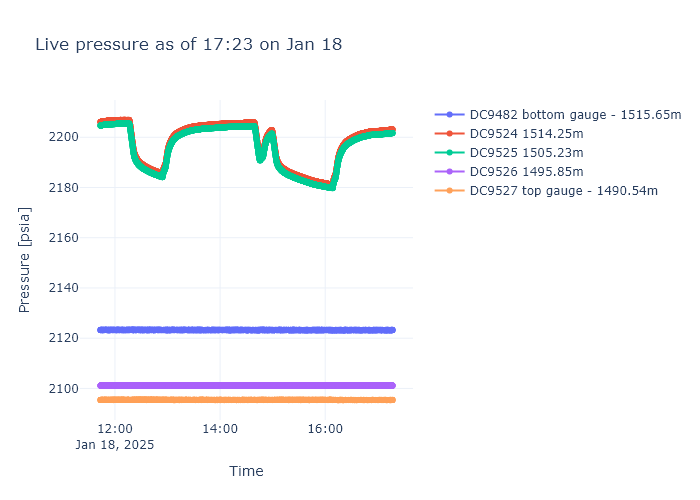 Live pressure as of 17:23 on Jan 18
DC9482 bottom gauge - 1515.65m
DC9524 1514.25m
DC9525 1505.23m
DC9526 1495.85m
DC9527 top gauge - 1490.54m
Pressure [psia]
2200
2180
2160
2140
2120
2100
12:00
14:00
16:00
Jan 18, 2025
Time